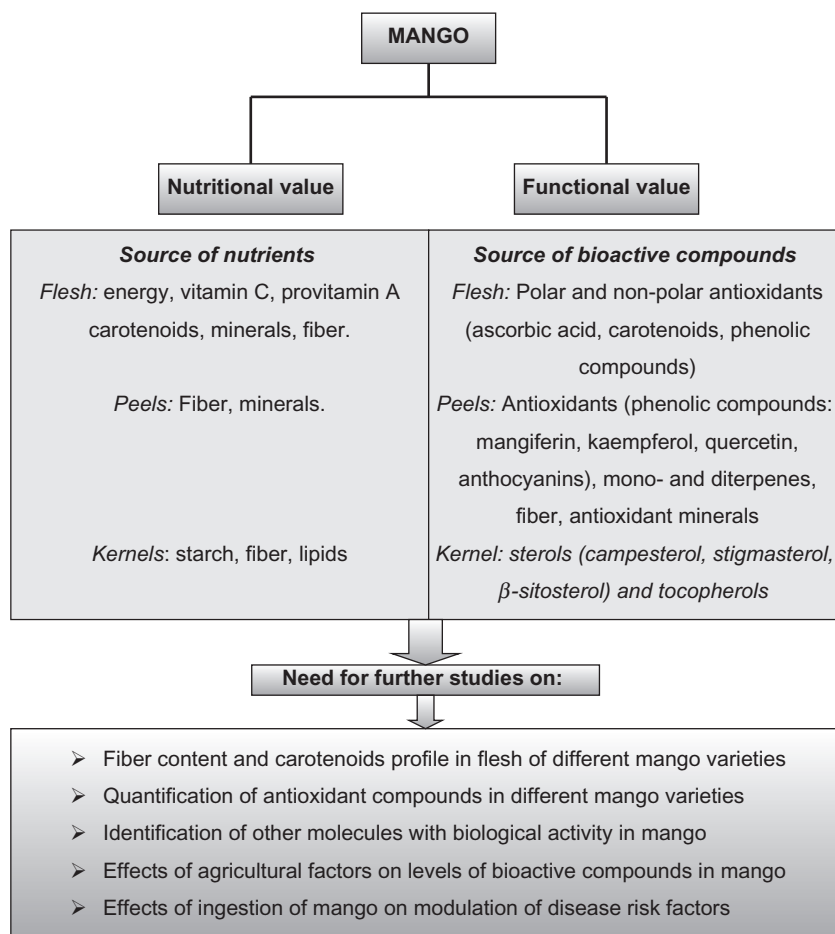 MANGO
Nutritional value
Functional value
Source of nutrients
Flesh: energy, vitamin C, provitamin A
carotenoids, minerals, fiber.
Peels: Fiber, minerals.
Kernels: starch, fiber, lipids
Source of bioactive compounds
Flesh: Polar and non-polar antioxidants
(ascorbic acid, carotenoids, phenolic
compounds)
Peels: Antioxidants (phenolic compounds:
mangiferin, kaempferol, quercetin,
anthocyanins), mono- and diterpenes,
fiber, antioxidant minerals
Kernel: sterols (campesterol, stigmasterol,
β-sitosterol) and tocopherols
Need for further studies on:
➢ Fiber content and carotenoids profile in flesh of different mango varieties
➢ Quantification of antioxidant compounds in different mango varieties
➢ Identification of other molecules with biological activity in mango
➢ Effects of agricultural factors on levels of bioactive compounds in mango
➢ Effects of ingestion of mango on modulation of disease risk factors